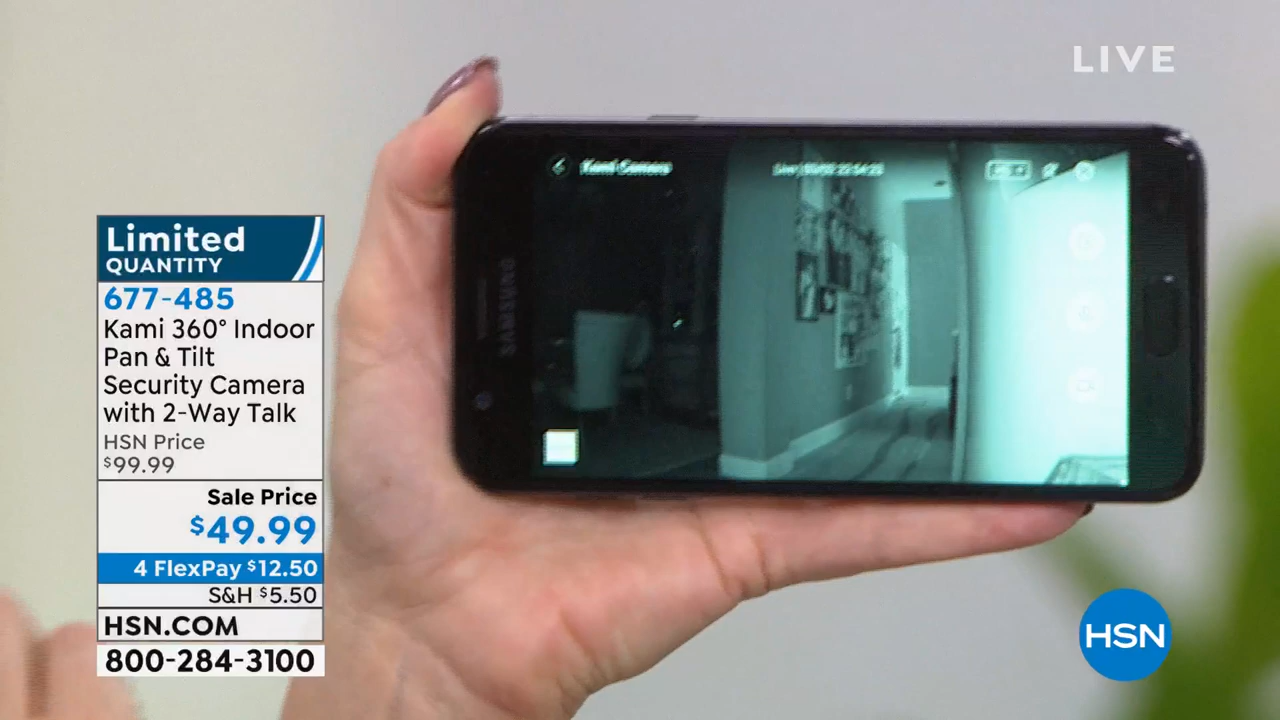 LIVE
Kami Camera
SAMSUNG
Limited
QUANTITY
677-485
Kami 360° Indoor
Pan & Tilt
Security Camera
with 2-Way Talk
HSN Price
$99.99
Sale Price
$49.99
4 FlexPay $12.50
S&H $5.50
HSN.COM
800-284-3100
HSN